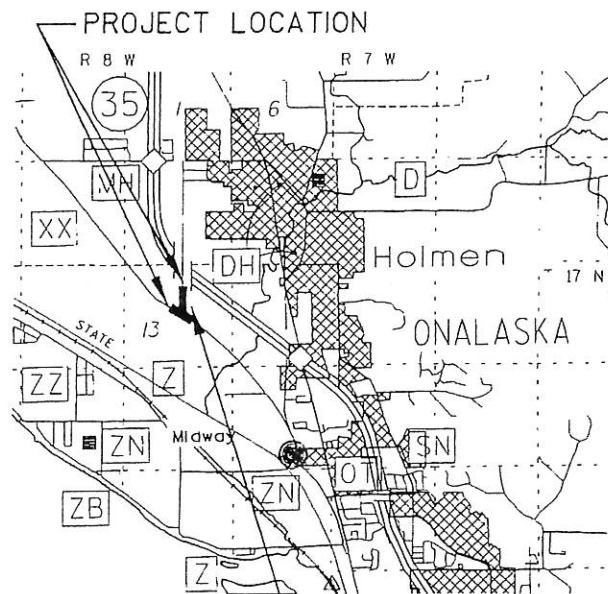 PROJECT LOCATION
R 8 W
R 7 W
35
1
6
MH
D
XX
DH
Holmen
17 N
13
STATE
ONALASKA
ZZ
Z
Midway
ZN
SN
OT
ZN
ZB
Z